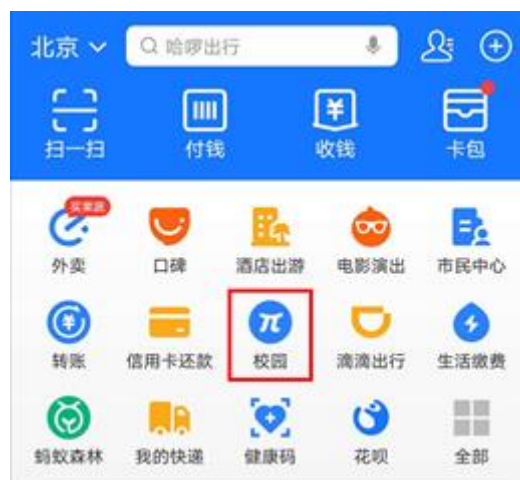 北京
哈啰出行
扫一扫
付钱
收钱
卡包
买果蔬
外卖
口碑
酒店出游
电影演出
市民中心
转账
信用卡还款
校园
滴滴出行
生活缴费
蚂蚁森林
我的快递
健康码
花呗
全部